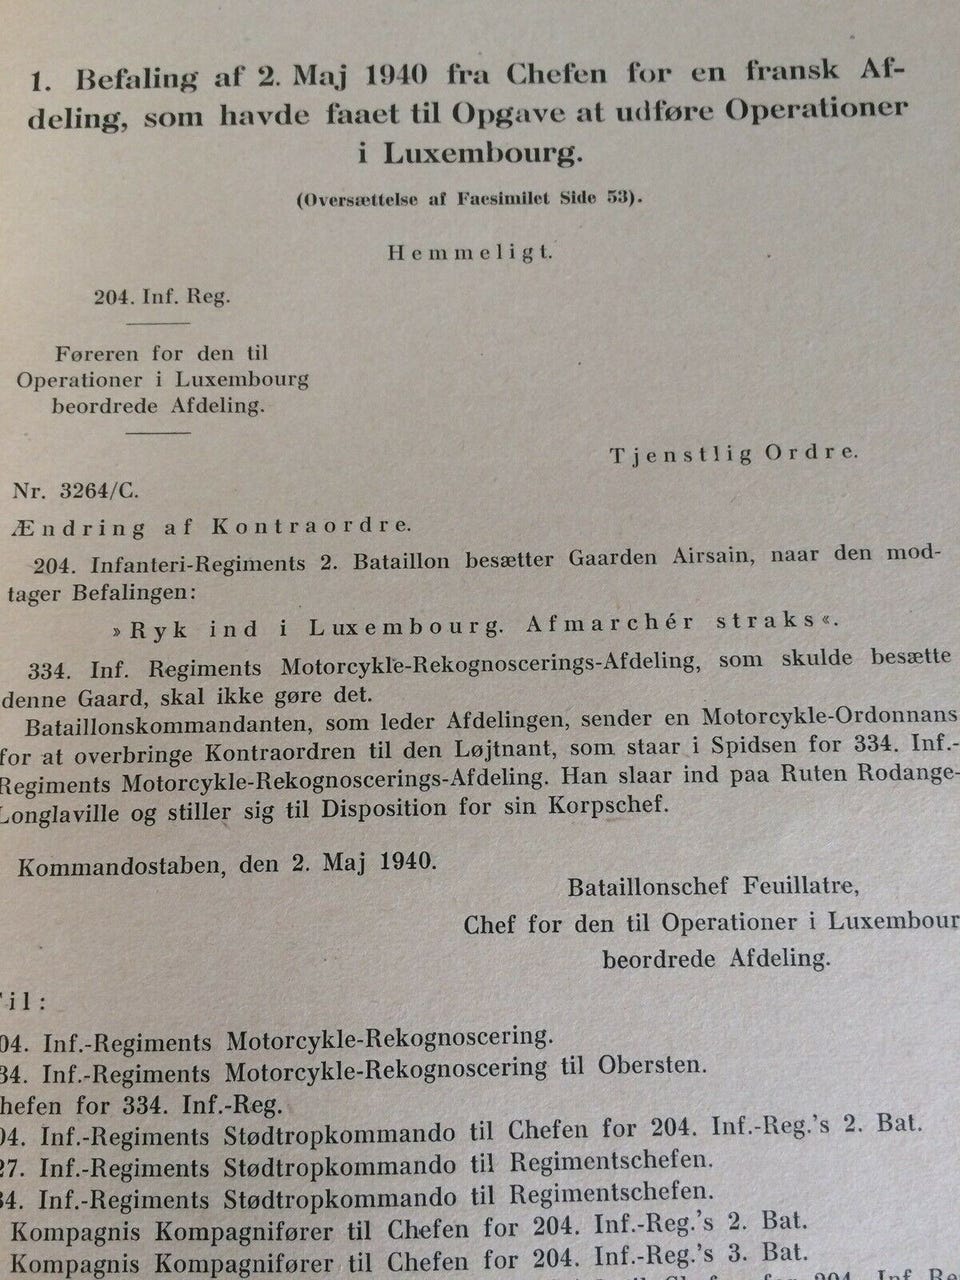 1. Befaling af 2. Maj 1940 fra Chefen for en fransk Af-
deling, som havde faaet til Opgave at udføre Operationer
i Luxembourg.
(Oversættelse af Facsimilet Side 53).
Hemmeligt.
204. Inf. Reg.
Føreren for den til
Operationer i Luxembourg
beordrede Afdeling.
Tjenstlig Ordre.
Nr. 3264/C.
Ændring af Kontraordre.
204. Infanteri-Regiments 2. Bataillon besætter Gaarden Airsain, naar den mod-
tager Befalingen:
»Ryk ind i Luxembourg. Afmarchér straks«.
334. Inf. Regiments Motorcykle-Rekognoscerings-Afdeling, som skulde besætte
denne Gaard, skal ikke gøre det.
Bataillonskommandanten, som leder Afdelingen, sender en Motorcykle-Ordonnans
for at overbringe Kontraordren til den Løjtnant, som staar i Spidsen for 334. Inf.-
Regiments Motorcykle-Rekognoscerings-Afdeling. Han slaar ind paa Ruten Rodange-
Longlaville og stiller sig til Disposition for sin Korpschef.
Kommandostaben, den 2. Maj 1940.
Bataillonschef Feuillatre,
Chef for den til Operationer i Luxembour
beordrede Afdeling.
il:
04. Inf.-Regiments Motorcykle-Rekognoscering.
34. Inf.-Regiments Motorcykle-Rekognoscering til Obersten.
hefen for 334. Inf.-Reg.
04. Inf.-Regiments Stødtropkommando til Chefen for 204. Inf.-Reg.'s 2. Bat.
27. Inf.-Regiments Stødtropkommando til Regimentschefen.
34. Inf.-Regiments Stødtropkommando til Regimentschefen.
Kompagnis Kompagnifører til Chefen for 204. Inf.-Reg.'s 2. Bat.
Kompagnis Kompagnifører til Chefen for 204. Inf.-Reg.'s 3. Bat.